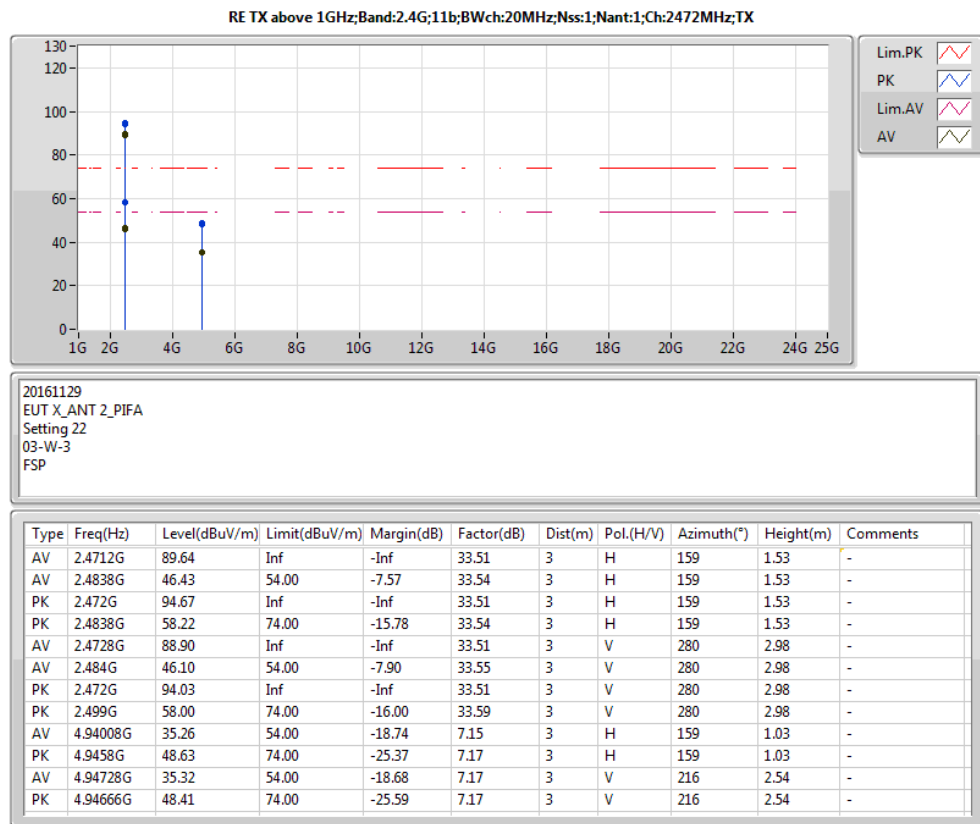 RE TX above 1GHz;Band:2.4G;11b;BWch:20MHz;Nss:1;Nant:1;Ch:2472MHz;TX
130
120
100
80
60
40
20
0
1G 2G 4G 6G 8G 10G 12G 14G 16G 18G 20G 22G 24G 25G
Lim.PK
PK
Lim.AV
AV
20161129
EUT X_ANT 2_PIFA
Setting 22
03-W-3
FSP
Type Freq(Hz) Level(dBuV/m) Limit(dBuV/m) Margin(dB) Factor(dB) Dist(m) Pol.(H/V) Azimuth(°) Height(m) Comments
AV 2.4712G 89.64 Inf -Inf 33.51 3 H 159 1.53 -
AV 2.4838G 46.43 54.00 -7.57 33.54 3 H 159 1.53 -
PK 2.472G 94.67 Inf -Inf 33.51 3 H 159 1.53 -
PK 2.4838G 58.22 74.00 -15.78 33.54 3 H 159 1.53 -
AV 2.4728G 88.90 Inf -Inf 33.51 3 V 280 2.98 -
AV 2.484G 46.10 54.00 -7.90 33.55 3 V 280 2.98 -
PK 2.472G 94.03 Inf -Inf 33.51 3 V 280 2.98 -
PK 2.499G 58.00 74.00 -16.00 33.59 3 V 280 2.98 -
AV 4.94008G 35.26 54.00 -18.74 7.15 3 H 159 1.03 -
PK 4.9458G 48.63 74.00 -25.37 7.17 3 H 159 1.03 -
AV 4.94728G 35.32 54.00 -18.68 7.17 3 V 216 2.54 -
PK 4.94666G 48.41 74.00 -25.59 7.17 3 V 216 2.54 -